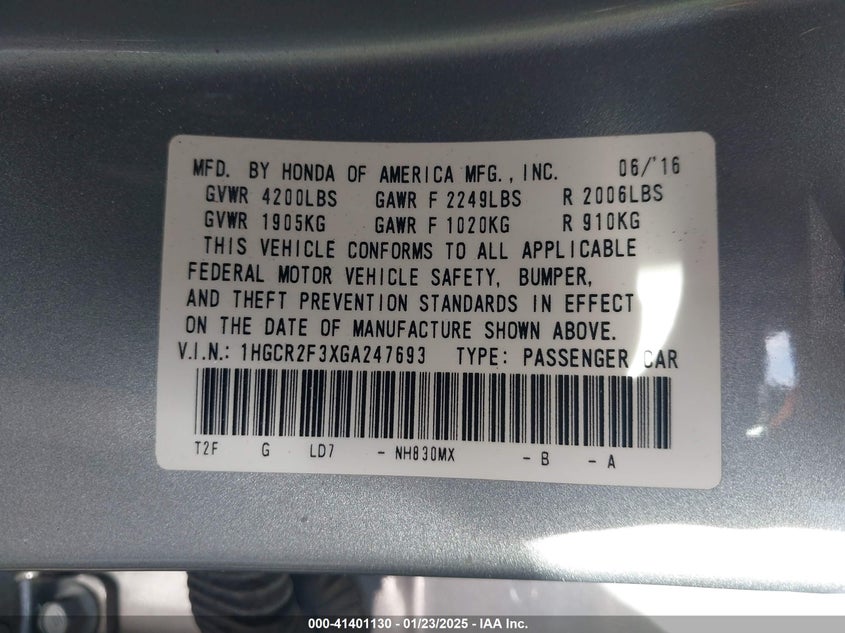 MFD. BY HONDA OF AMERICA MFG., INC. 06/'16
GVWR 4200LBS GAWR F 2249LBS R 2006LBS
GVWR 1905KG GAWR F 1020KG R 910KG
THIS VEHICLE CONFORMS TO ALL APPLICABLE
FEDERAL MOTOR VEHICLE SAFETY, BUMPER,
AND THEFT PREVENTION STANDARDS IN EFFECT
ON THE DATE OF MANUFACTURE SHOWN ABOVE.
V.I.N.: 1HGCR2F3XGA247693 TYPE: PASSENGER CAR
T2F G LD7 - NH830MX - B - A
000-41401130 - 01/23/2025 - IAA Inc.